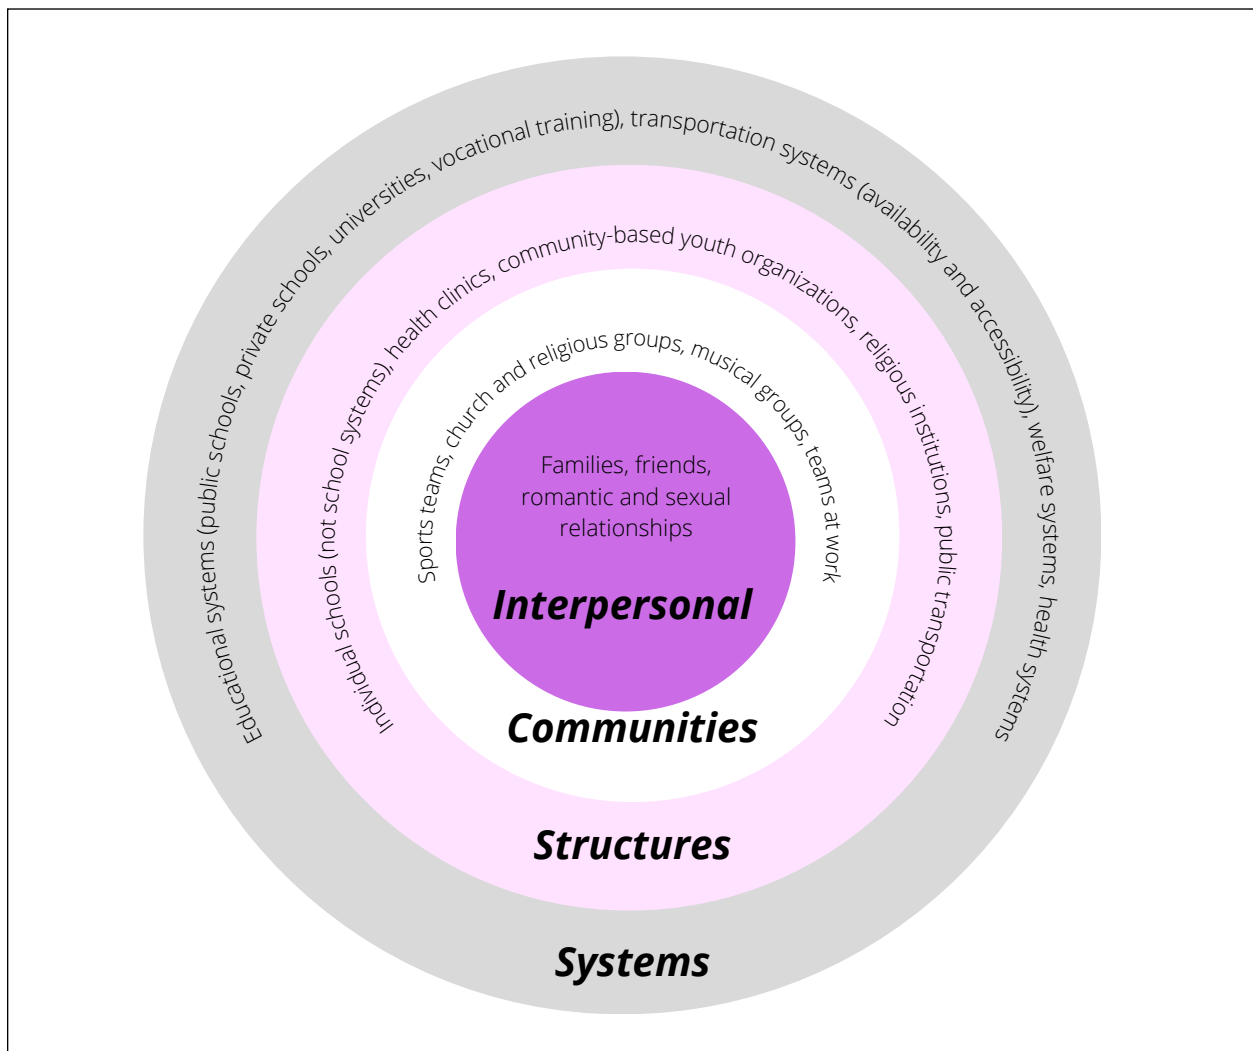 Educational systems (public schools, private schools, universities, vocational training), transportation systems (availability and accessibility), welfare systems, health systems
Individual schools (not school systems), health clinics, community-based youth organizations, religious institutions, public transportation
Sports teams, church and religious groups, musical groups, teams at work
Families, friends,
romantic and sexual
relationships
Interpersonal
Communities
Structures
Systems